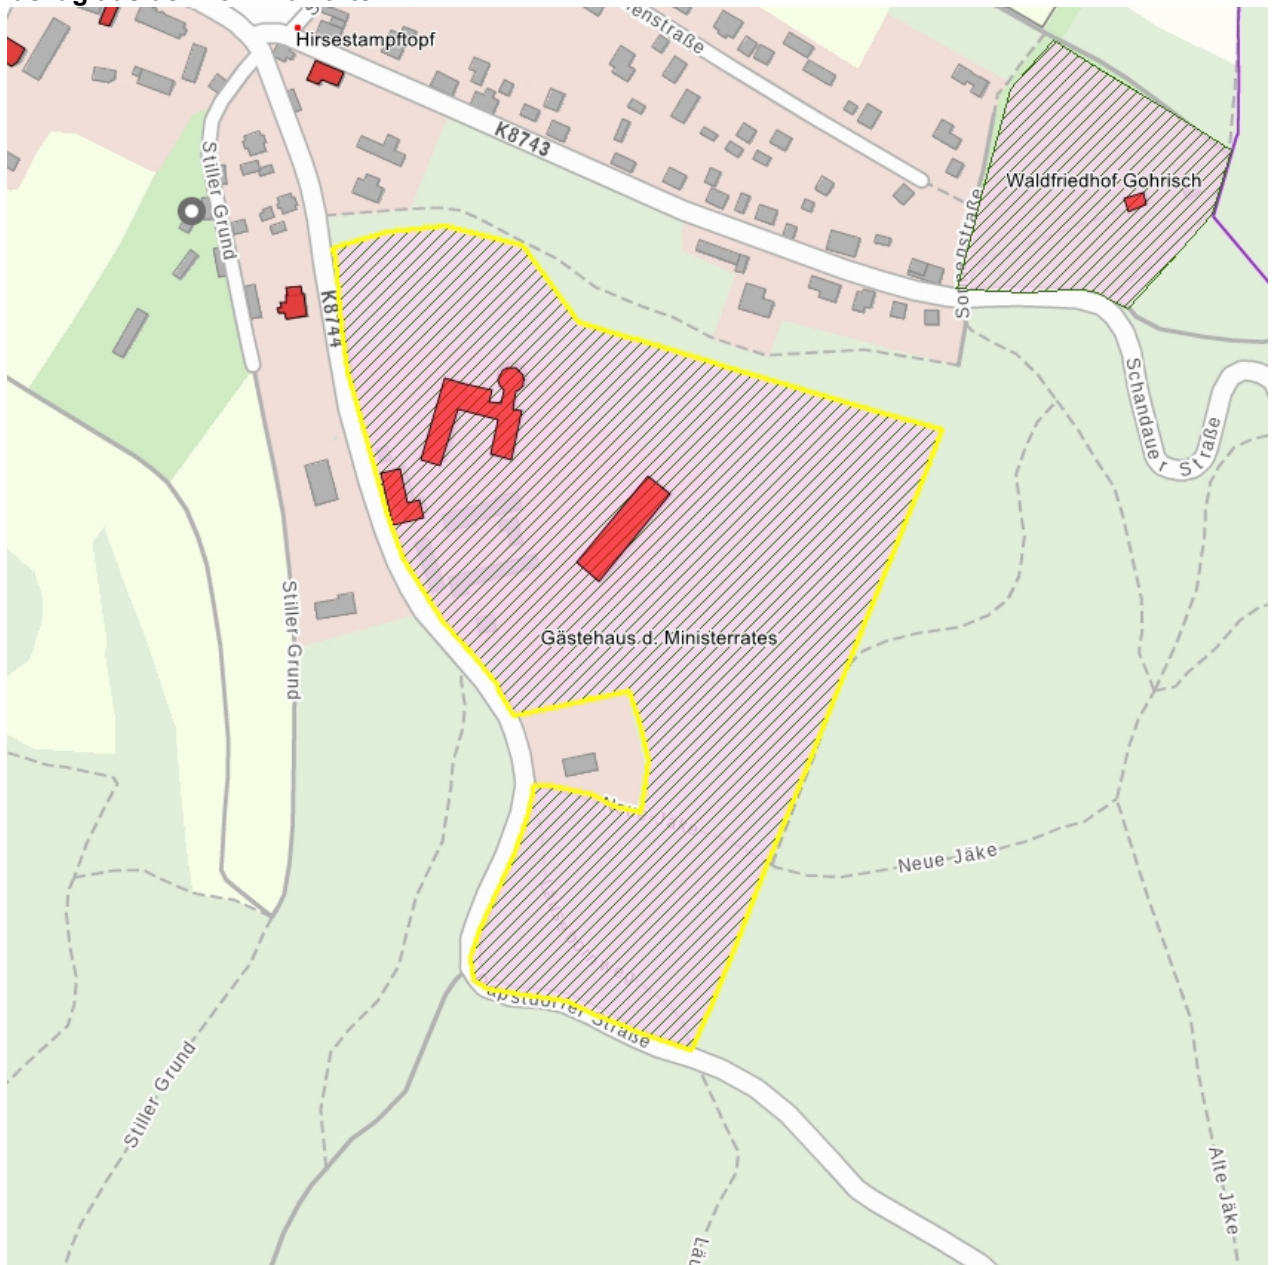 Hirsestampftopf
K8743
Stiller Grund
Waldfriedhof Gohrisch
K8744
Schandauer Straße
Stiller Grund
Gästehaus d. Ministerrates
Neue Jäke
Straße
Stiller Grund
Alte Jäke